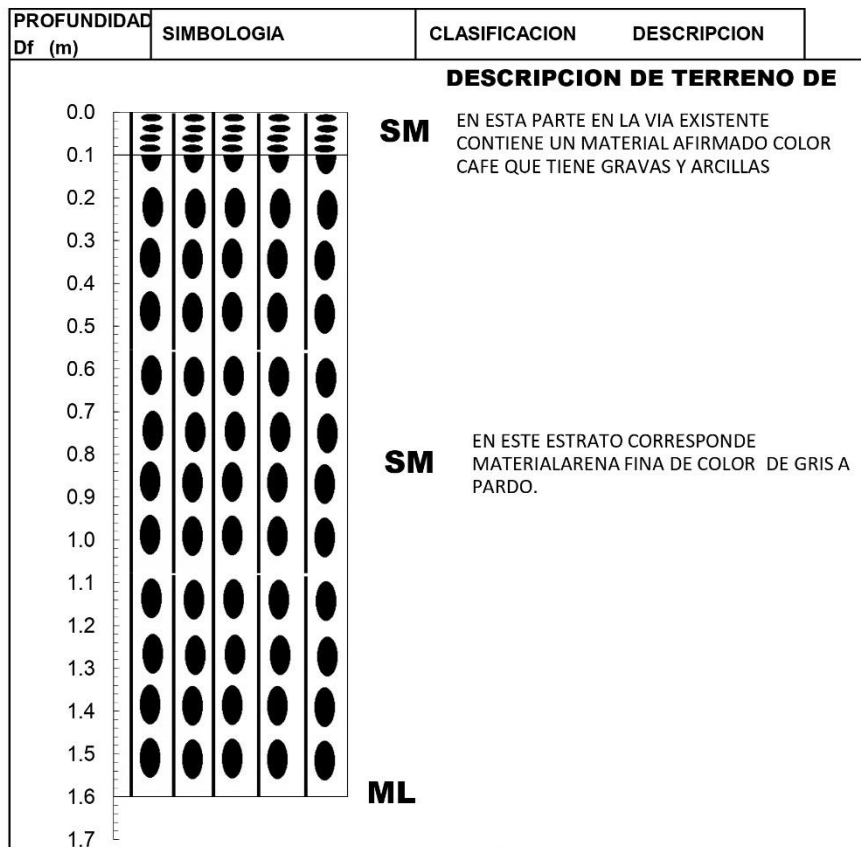 PROFUNDIDAD
Df (m)
SIMBOLOGIA
CLASIFICACION
DESCRIPCION
DESCRIPCION DE TERRENO DE
0.0
0.1
0.2
0.3
0.4
0.5
0.6
0.7
0.8
0.9
1.0
1.1
1.2
1.3
1.4
1.5
1.6
1.7
SM
EN ESTA PARTE EN LA VIA EXISTENTE
CONTIENE UN MATERIAL AFIRMADO COLOR
CAFE QUE TIENE GRAVAS Y ARCILLAS
SM
EN ESTE ESTRATO CORRESPONDE
MATERIALARENA FINA DE COLOR DE GRIS A
PARDO.
ML